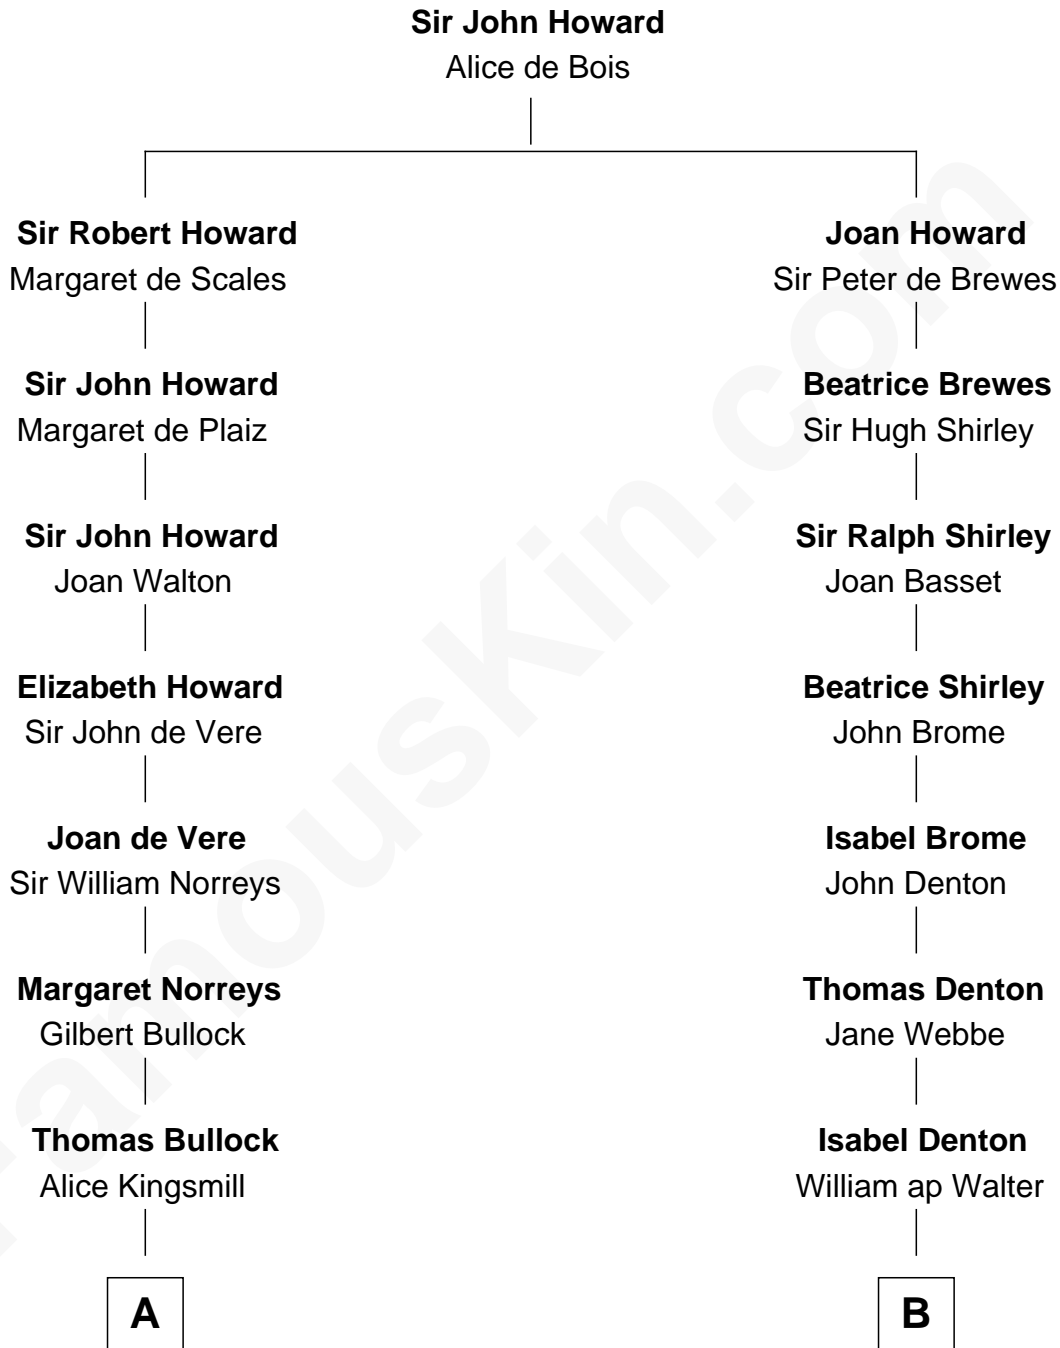 Sir John Howard
Alice de Bois
Sir Robert Howard
Margaret de Scales
Joan Howard
Sir Peter de Brewes
Sir John Howard
Margaret de Plaiz
Beatrice Brewes
Sir Hugh Shirley
Sir John Howard
Joan Walton
Sir Ralph Shirley
Joan Basset
Elizabeth Howard
Sir John de Vere
Beatrice Shirley
John Brome
Joan de Vere
Sir William Norreys
Isabel Brome
John Denton
Margaret Norreys
Gilbert Bullock
Thomas Denton
Jane Webbe
Thomas Bullock
Alice Kingsmill
Isabel Denton
William ap Walter
A
B
FamousKin.com